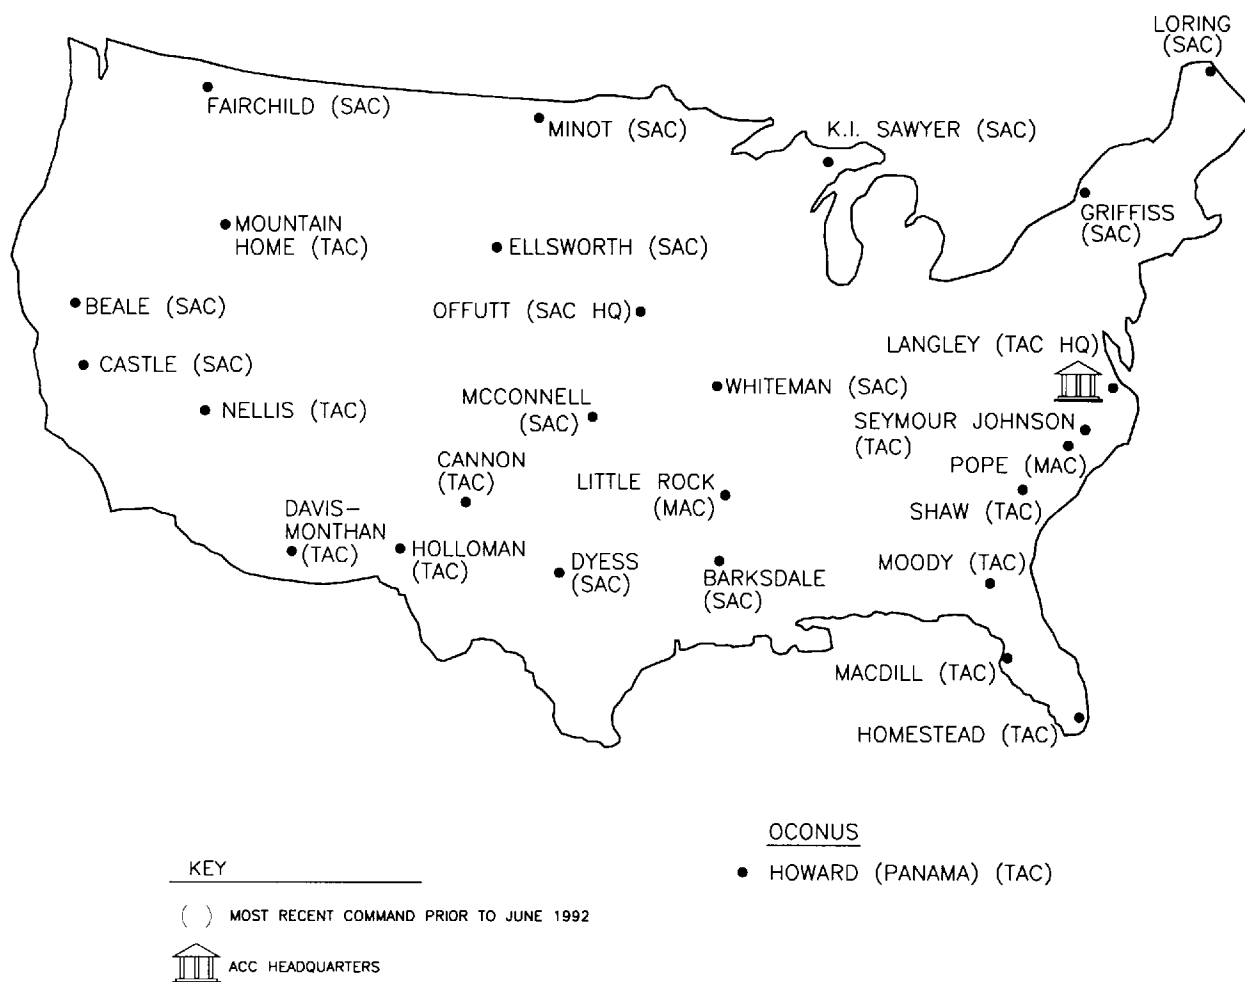 LORING
(SAC)
FAIRCHILD (SAC)
MINOT (SAC)
K.I. SAWYER (SAC)
GRIFFISS
(SAC)
MOUNTAIN
HOME (TAC)
ELLSWORTH (SAC)
BEALE (SAC)
OFFUTT (SAC HQ)
LANGLEY (TAC HQ)
CASTLE (SAC)
WHITEMAN (SAC)
NELLIS (TAC)
MCCONNELL
(SAC)
SEYMOUR JOHNSON
(TAC)
POPE (MAC)
CANNON
(TAC)
LITTLE ROCK
(MAC)
SHAW (TAC)
DAVIS-
MONTHAN
(TAC)
HOLLOMAN
(TAC)
DYESS
(SAC)
BARKSDALE
(SAC)
MOODY (TAC)
MACDILL (TAC)
HOMESTEAD (TAC)
OCONUS
HOWARD (PANAMA) (TAC)
KEY
( ) MOST RECENT COMMAND PRIOR TO JUNE 1992
ACC HEADQUARTERS